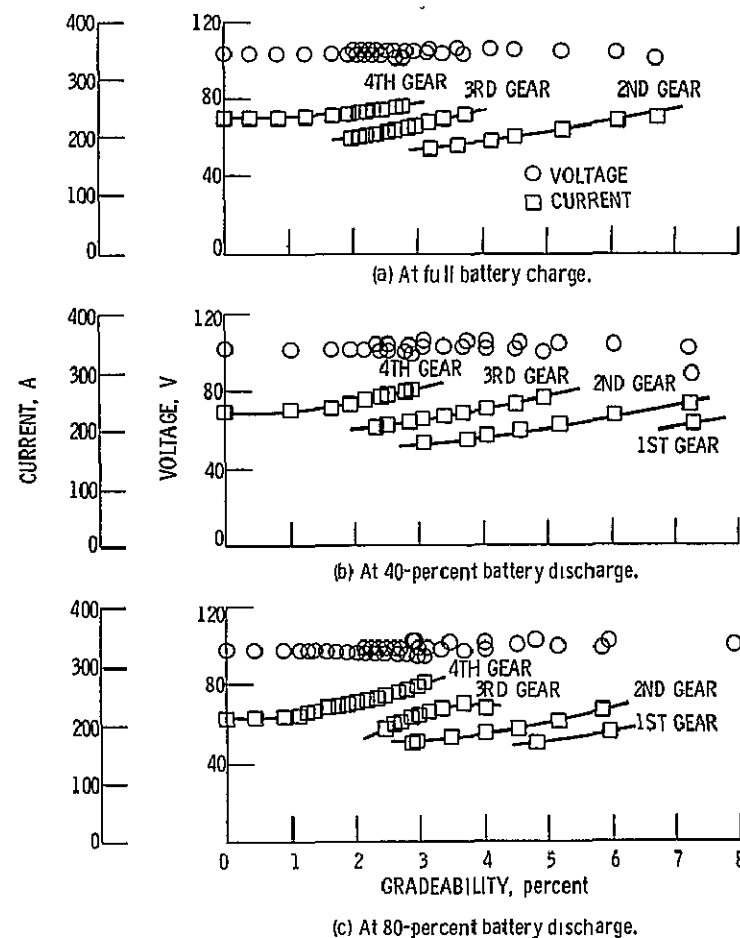 400 120
300 80
4TH GEAR 3RD GEAR 2ND GEAR
200 40
VOLTAGE
CURRENT
100
0 0
(a) At full battery charge.
400 120
300 80
4TH GEAR 3RD GEAR 2ND GEAR
200 40
1ST GEAR
100
0 0
CURRENT, A
VOLTAGE, V
(b) At 40-percent battery discharge.
400 120
300 80
4TH GEAR
3RD GEAR 2ND GEAR
1ST GEAR
200 40
100
0
0 1 2 3 4 5 6 7 8
GRADEABILITY, percent
(c) At 80-percent battery discharge.